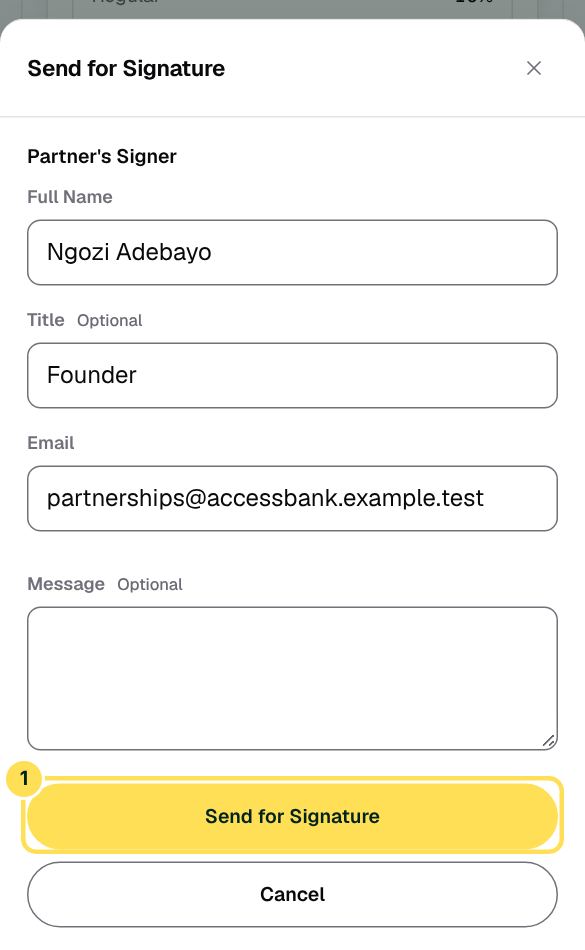 Send for Signature
Partner's Signer
Full Name
Ngozi Adebayo
Title Optional
Founder
Email
partnerships@accessbank.example.test
Message Optional
1
Send for Signature
Cancel